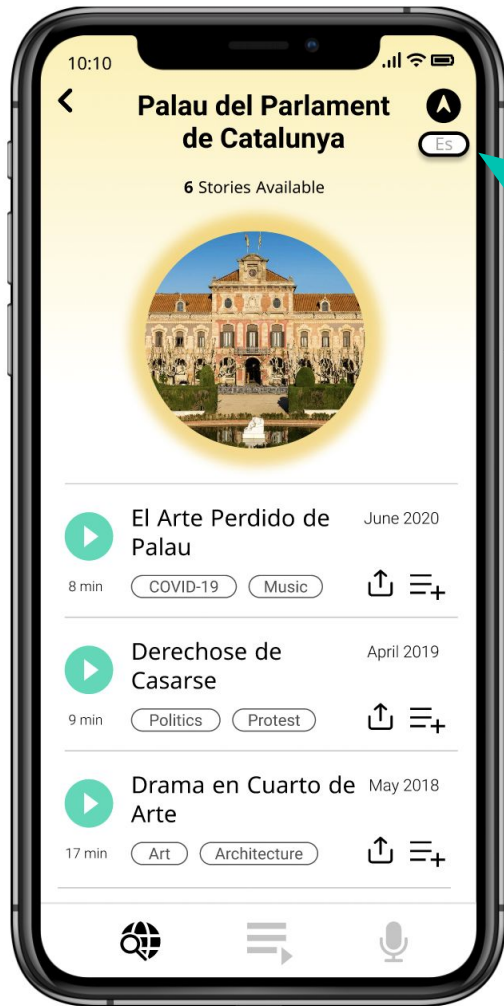 10:10
Palau del Parlament
de Catalunya
Es
6 Stories Available
El Arte Perdido de
Palau
June 2020
8 min
COVID-19
Music
Derechose de
Casarse
April 2019
9 min
Politics
Protest
Drama en Cuarto de
Arte
May 2018
17 min
Art
Architecture